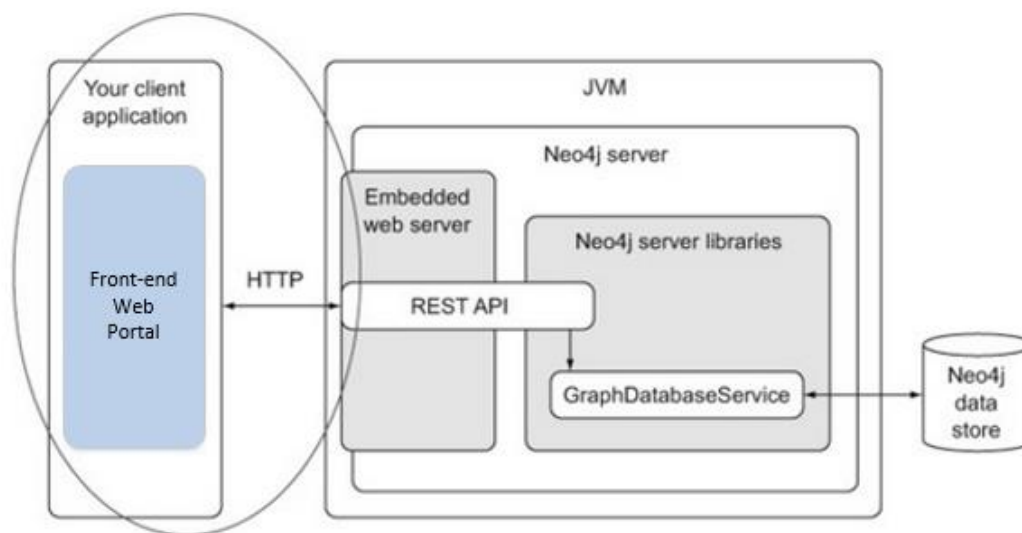 Your client
application
Front-end
Web
Portal
HTTP
JVM
Neo4j server
Embedded
web server
Neo4j server libraries
REST API
GraphDatabaseService
Neo4j
data
store